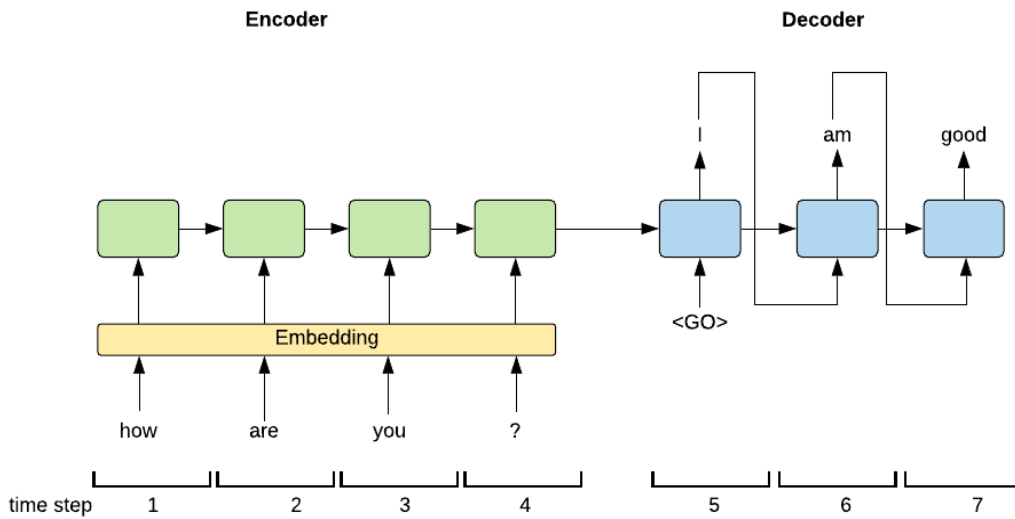 Encoder
Decoder
I
am
good
<GO>
Embedding
how
are
you
?
time step
1
2
3
4
5
6
7